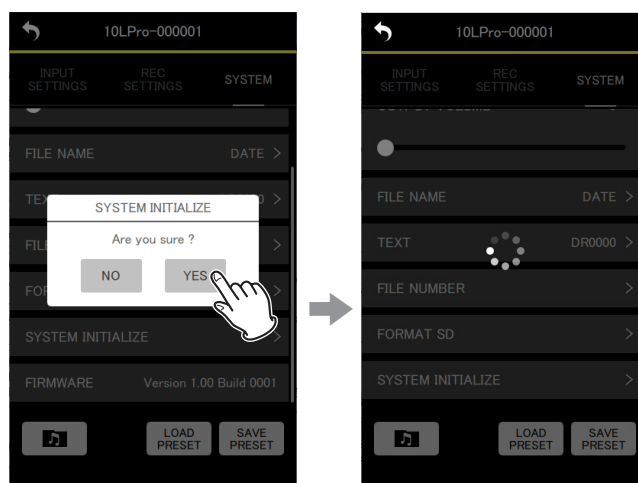 10LPro-000001
INPUT SETTINGS
REC SETTINGS
SYSTEM
FILE NAME DATE >
SYSTEM INITIALIZE
Are you sure ?
NO YES
SYSTEM INITIALIZE >
FIRMWARE Version 1.00 Build 0001
LOAD PRESET
SAVE PRESET
10LPro-000001
INPUT SETTINGS
REC SETTINGS
SYSTEM
FILE NAME DATE >
TEXT DR0000 >
FILE NUMBER >
FORMAT SD >
SYSTEM INITIALIZE >
LOAD PRESET
SAVE PRESET